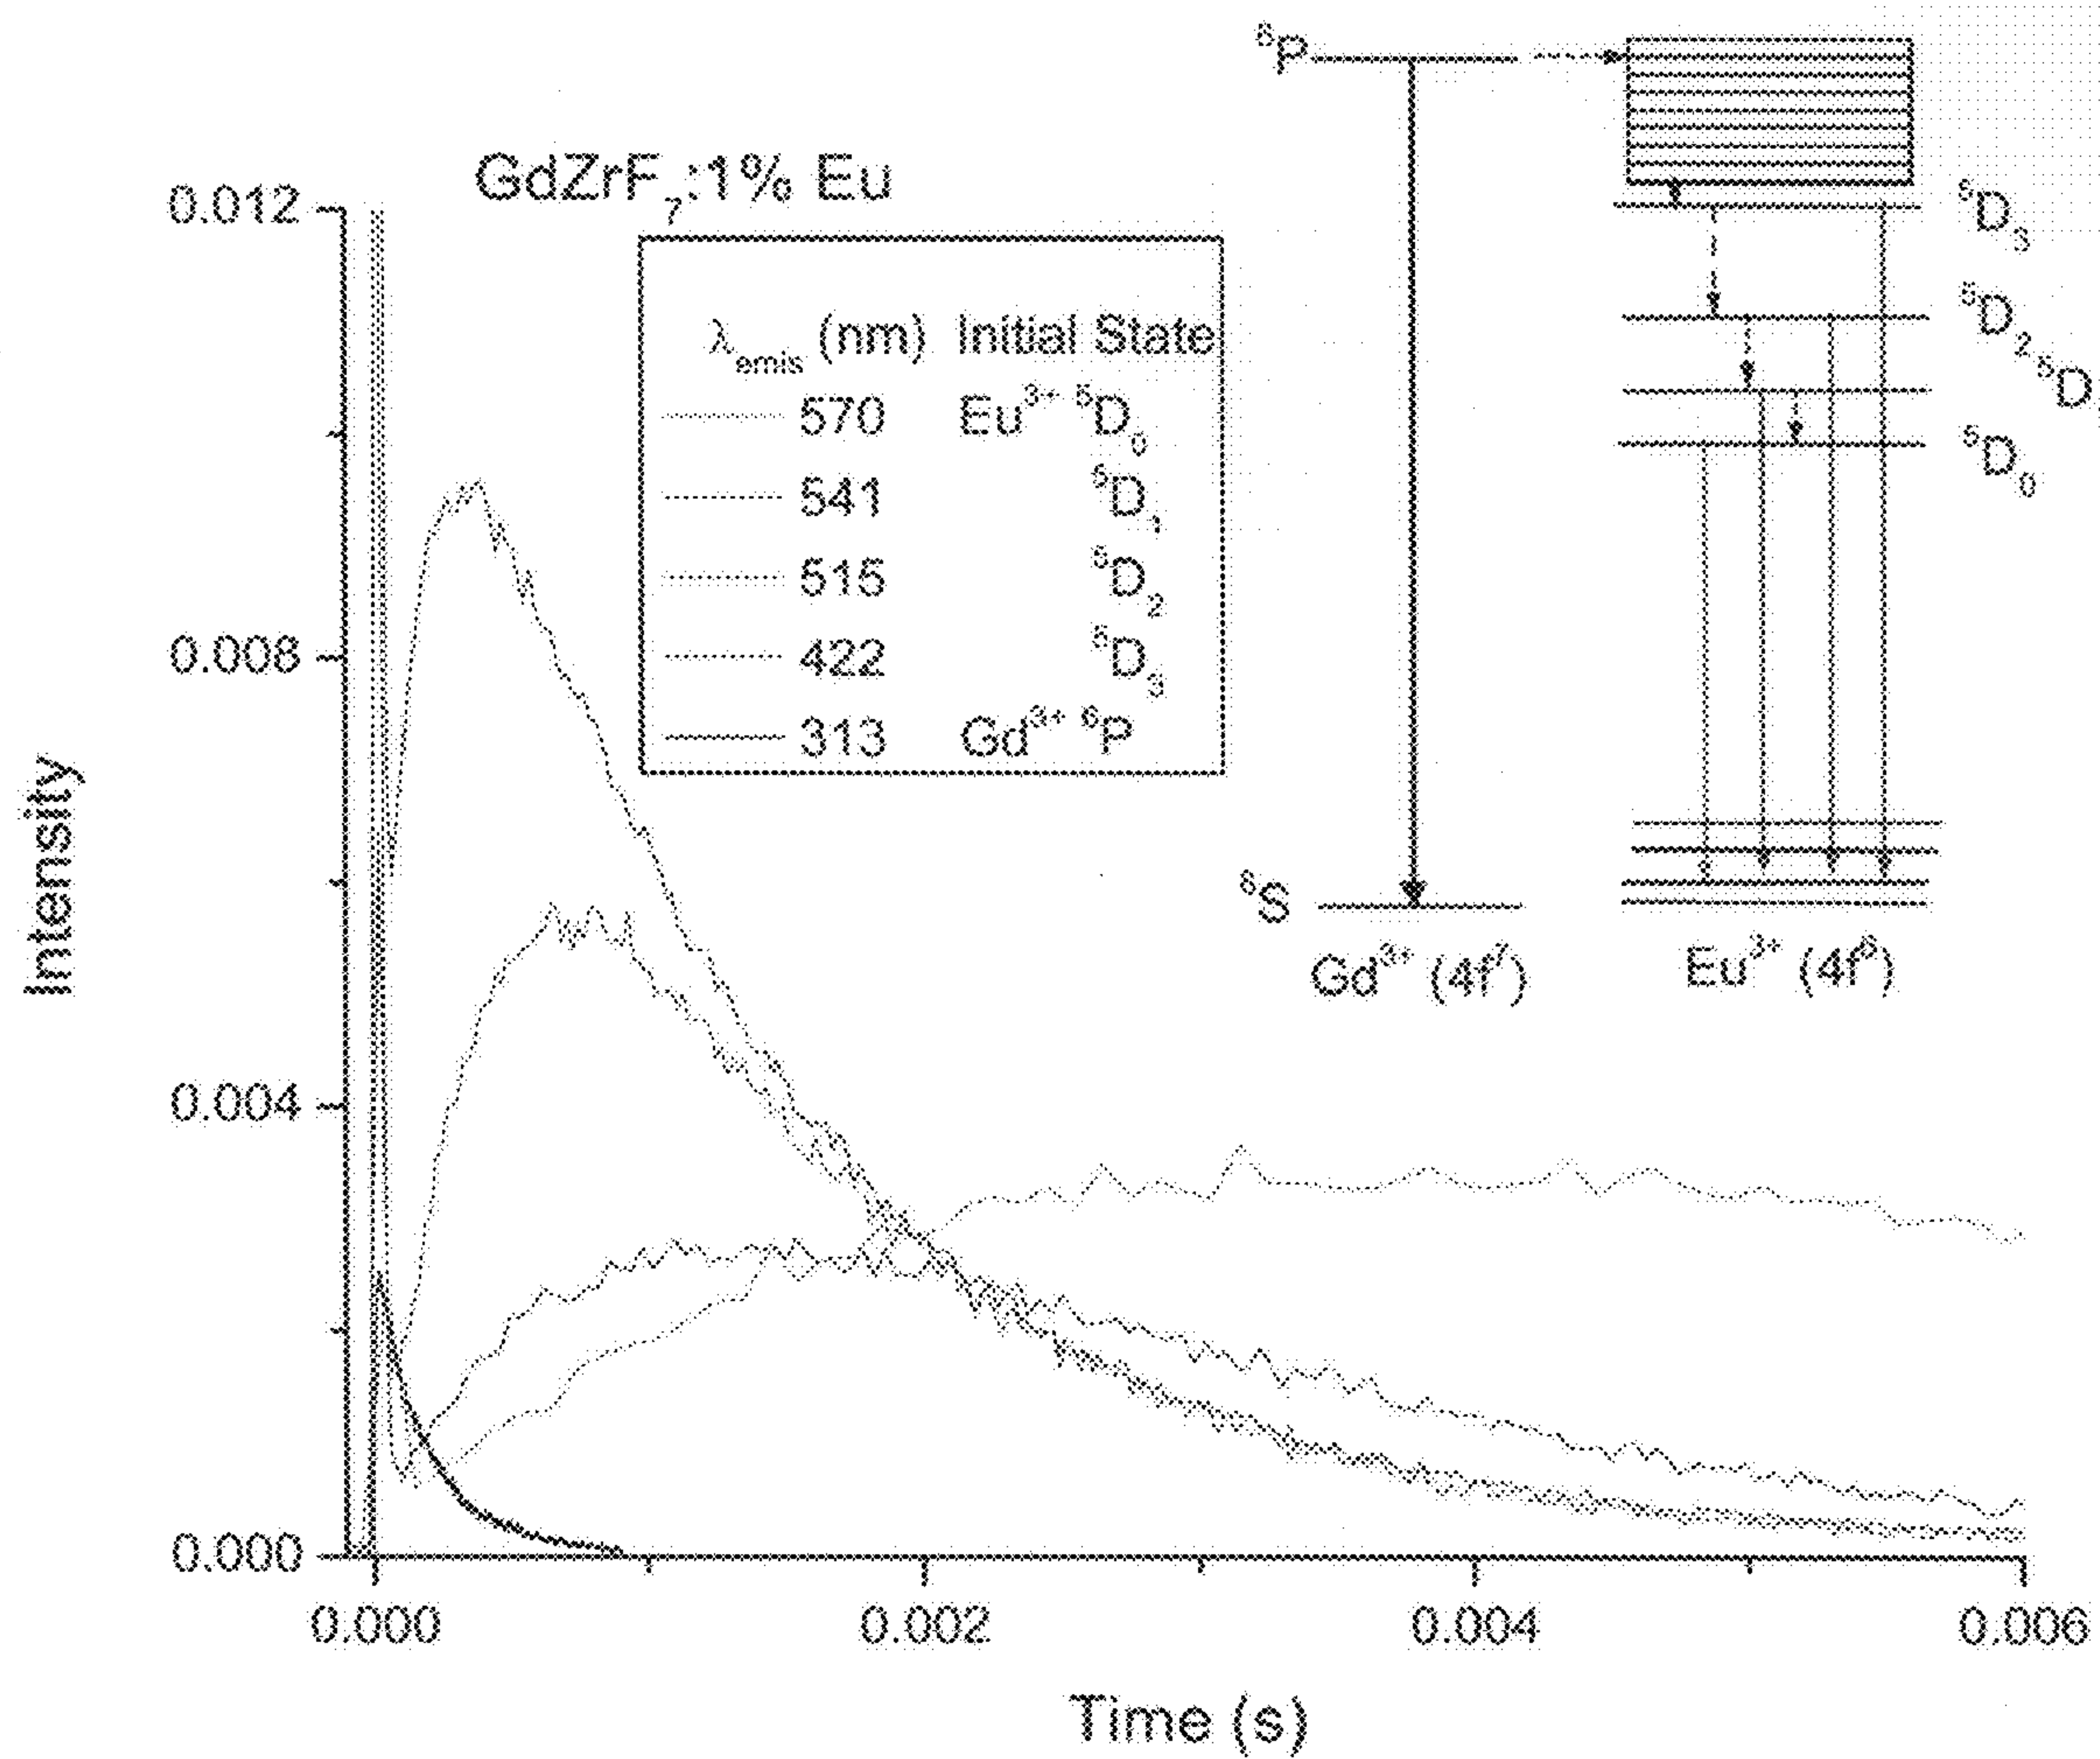 GdZrF₇:1% Eu
λemis (nm) Initial State
570 Eu³⁺ ⁵D₀
541 ⁵D₁
515 ⁵D₂
422 ⁵D₃
313 Gd³⁺ ⁶P
0.012
0.008
0.004
0.000
Intensity
0.000
0.002
0.004
0.006
Time (s)
⁶P
⁶S
Gd³⁺ (4f⁷)
⁵D₃
⁵D₂
⁵D
⁵D₀
Eu³⁺ (4f⁶)